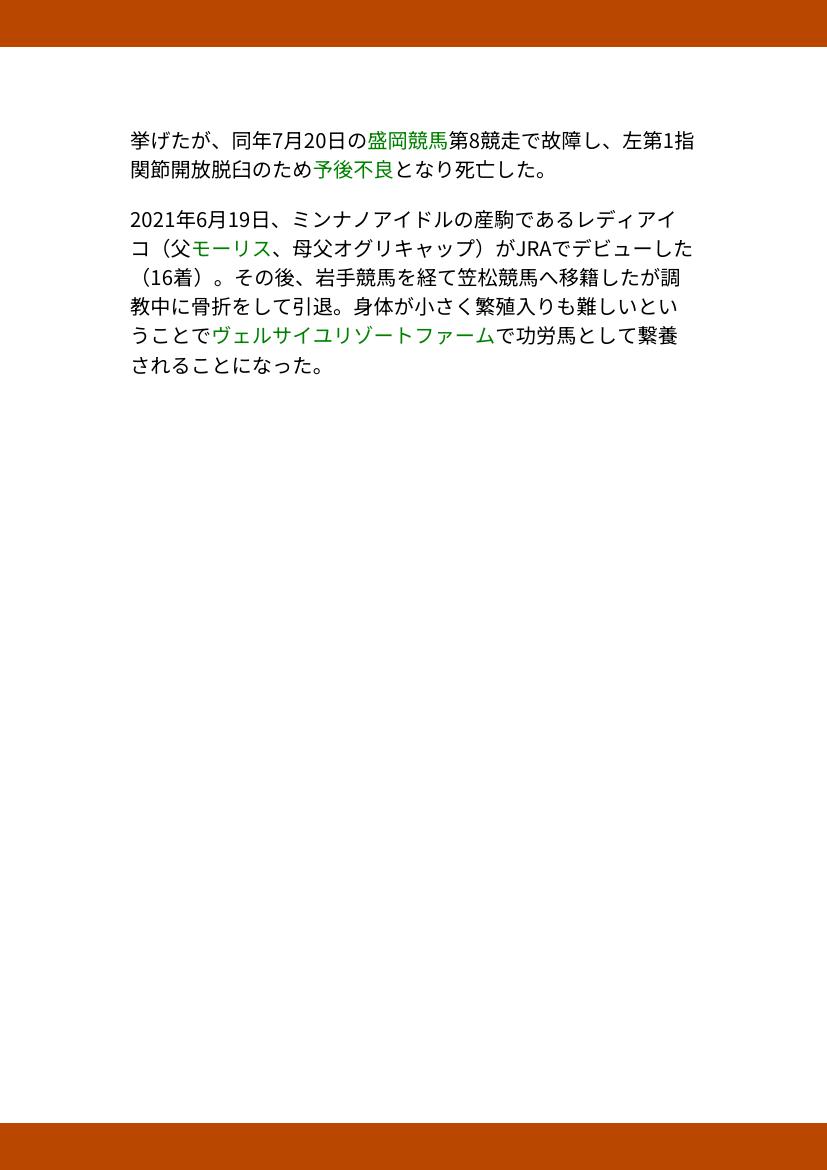 挙げたが、同年7月20日の盛岡競馬第8競走で故障し、左第1指
関節開放脱臼のため予後不良となり死亡した。
2021年6月19日、ミンナノアイドルの産駒であるレディアイ
コ（父モーリス、母父オグリキャップ）がJRAでデビューした
（16着）。その後、岩手競馬を経て笠松競馬へ移籍したが調
教中に骨折をして引退。身体が小さく繁殖入りも難しいとい
うことでヴェルサイユリゾートファームで功労馬として繋養
されることになった。